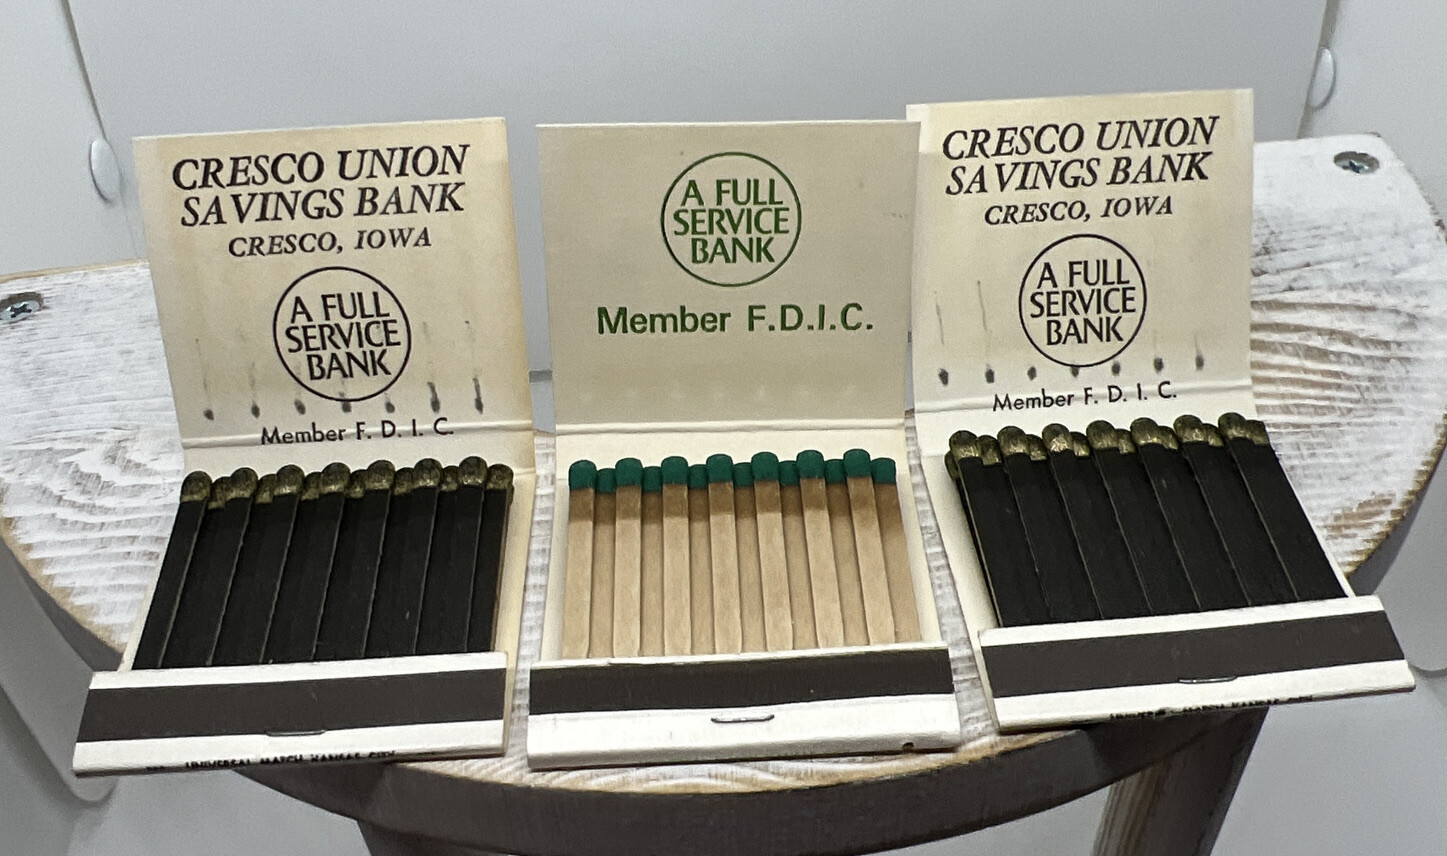 CRESCO UNION
SAVINGS BANK
CRESCO, IOWA
A FULL
SERVICE
BANK
Member F. D. I. C.
UNIVERSAL MATCH KANSAS CITY
A FULL
SERVICE
BANK
Member F.D.I.C.
CRESCO UNION
SAVINGS BANK
CRESCO, IOWA
A FULL
SERVICE
BANK
Member F. D. I. C.